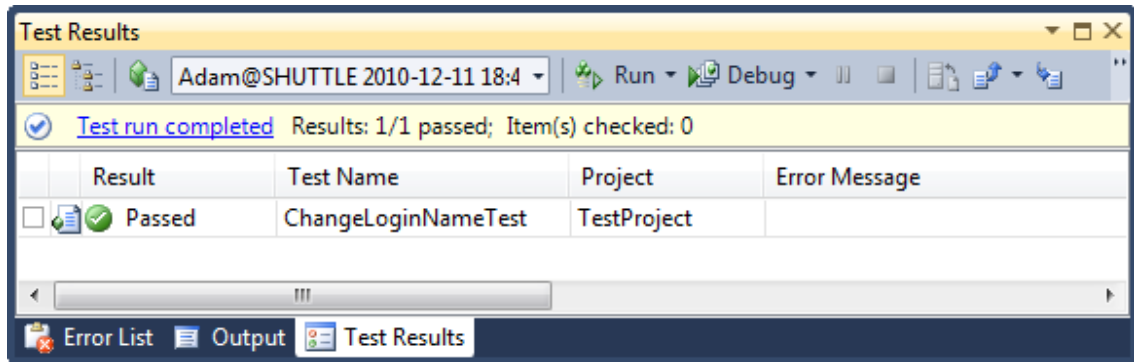 Test Results
Adam@SHUTTLE 2010-12-11 18:4 Run Debug
Test run completed Results: 1/1 passed; Item(s) checked: 0
Result Test Name Project Error Message
Passed ChangeLoginNameTest TestProject
Error List Output Test Results